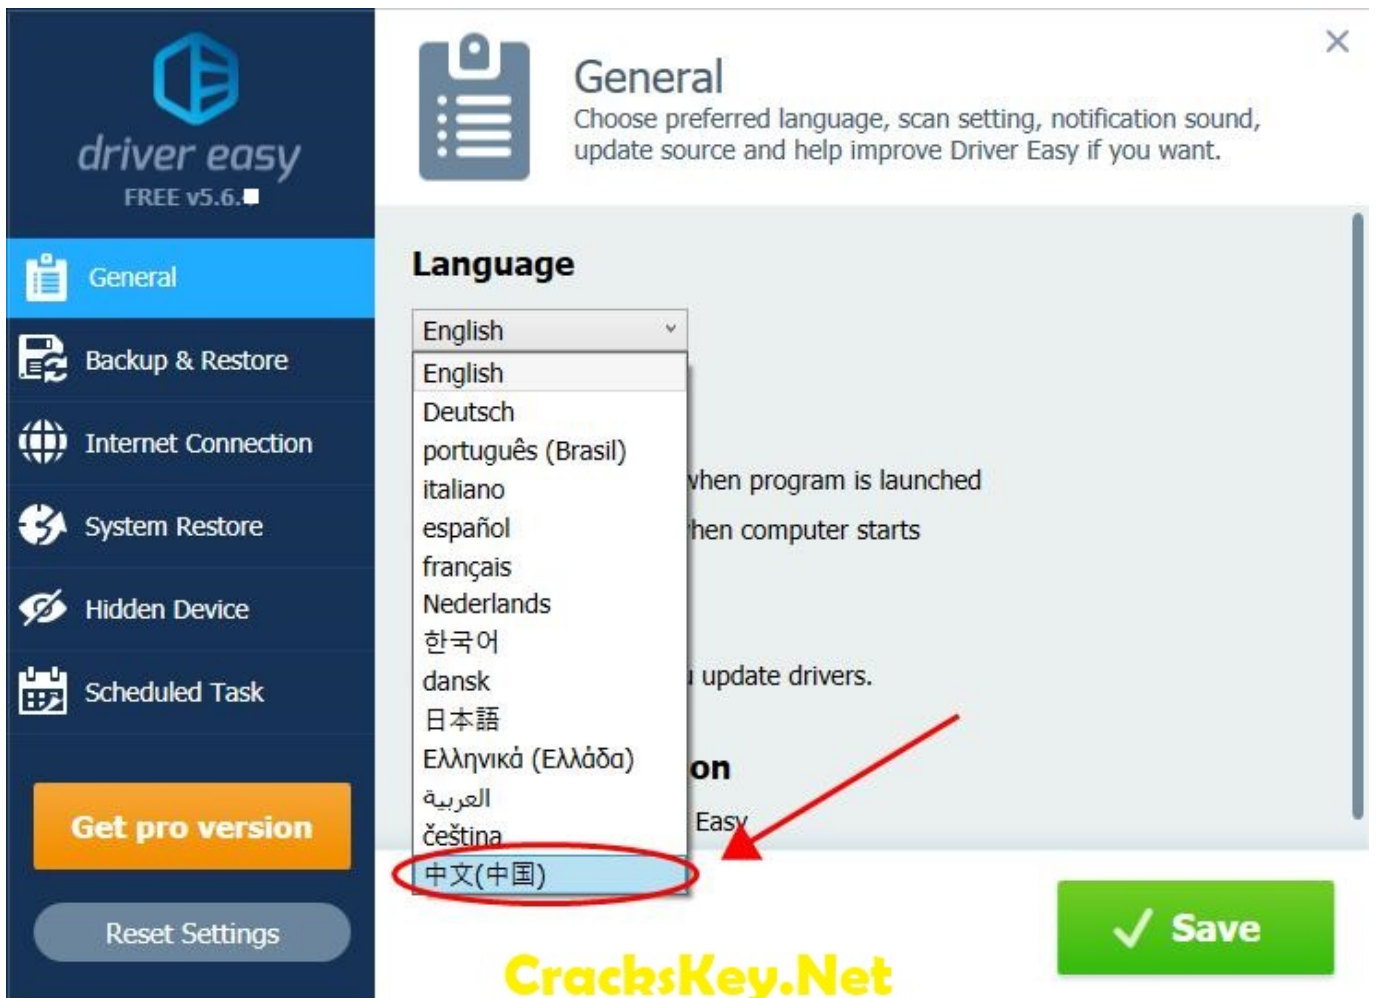 driver easy
FREE v5.6.
General
Backup & Restore
Internet Connection
System Restore
Hidden Device
Scheduled Task
Get pro version
Reset Settings
General
Choose preferred language, scan setting, notification sound,
update source and help improve Driver Easy if you want.
Language
English
English
Deutsch
português (Brasil)
italiano
español
français
Nederlands
한국어
dansk
日本語
Ελληνικά (Ελλάδα)
العربية
čeština
中文(中国)
when program is launched
when computer starts
update drivers.
on
Easy
Save
CracksKey.Net